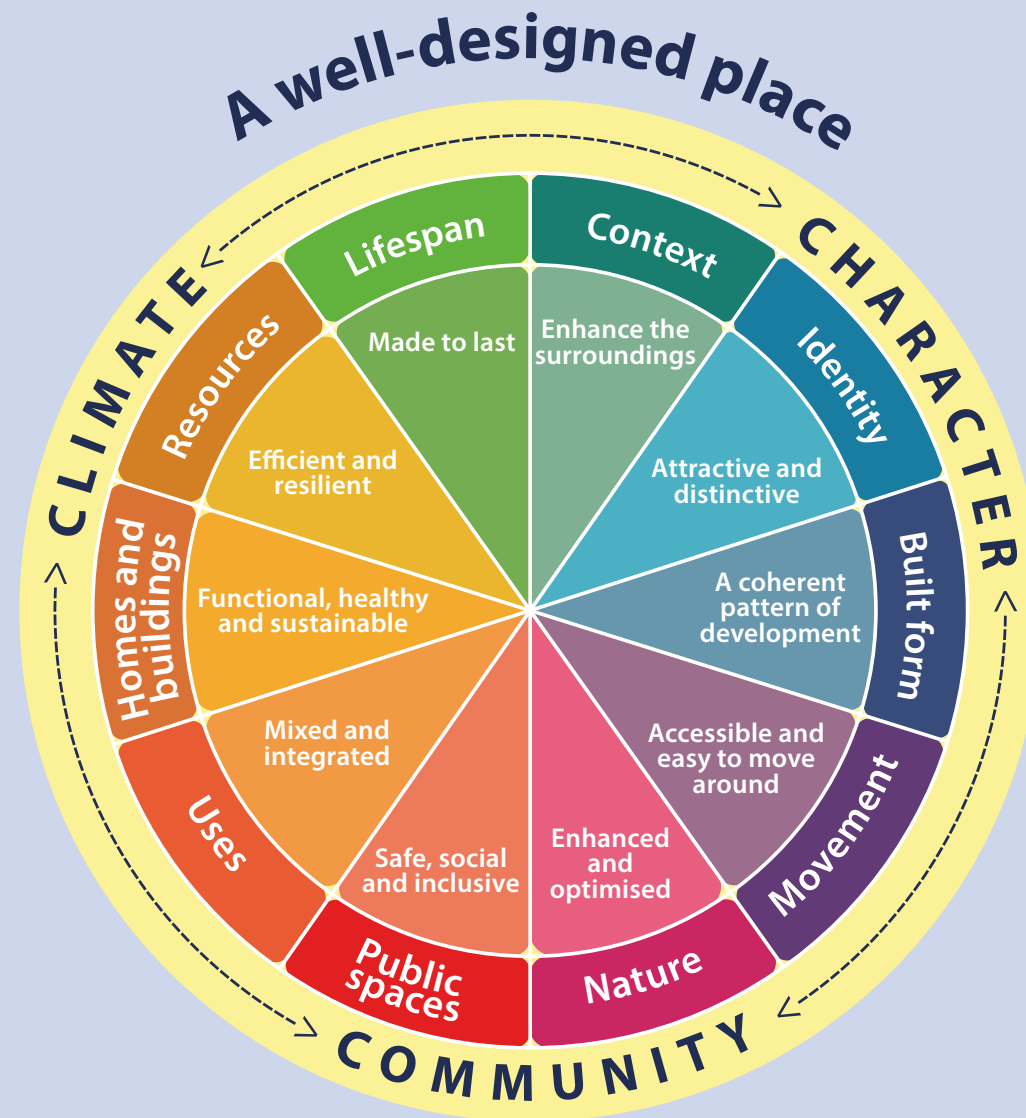 A well-designed place
CLIMATE
CHARACTER
COMMUNITY
Context
Enhance the
surroundings
Identity
Attractive and
distinctive
Built form
A coherent
pattern of
development
Movement
Accessible and
easy to move
around
Nature
Enhanced
and
optimised
Public
spaces
Safe, social
and inclusive
Uses
Mixed and
integrated
Homes and
buildings
Functional, healthy
and sustainable
Resources
Efficient and
resilient
Lifespan
Made to last